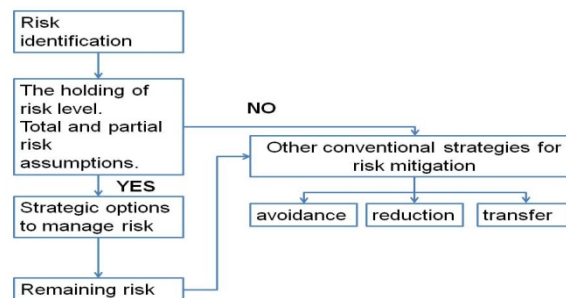 Risk
identification
The holding of
risk level.
Total and partial
risk
assumptions.
NO
Other conventional strategies for
risk mitigation
YES
Strategic options
to manage risk
avoidance
reduction
transfer
Remaining risk